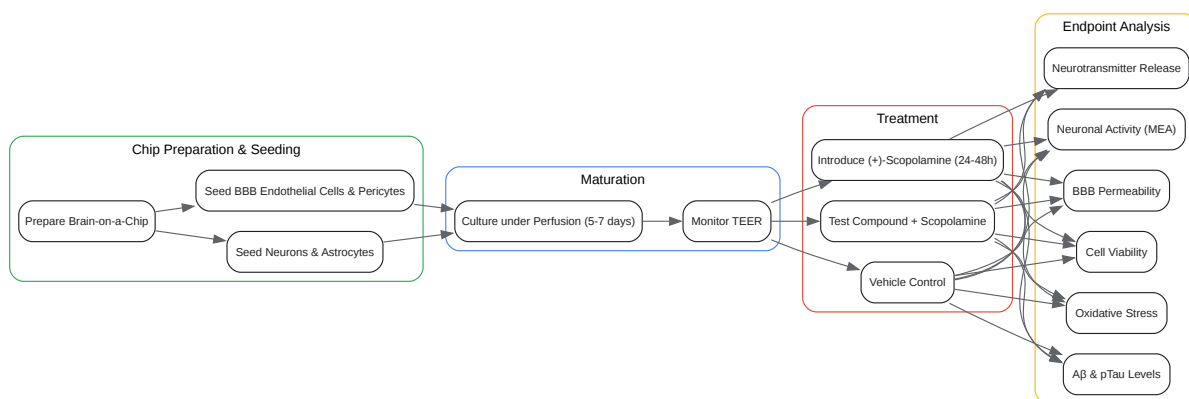 Chip Preparation & Seeding
Prepare Brain-on-a-Chip
Seed BBB Endothelial Cells & Pericytes
Seed Neurons & Astrocytes
Maturation
Culture under Perfusion (5-7 days)
Monitor TEER
Treatment
Introduce (+)-Scopolamine (24-48h)
Test Compound + Scopolamine
Vehicle Control
Endpoint Analysis
Neurotransmitter Release
Neuronal Activity (MEA)
BBB Permeability
Cell Viability
Oxidative Stress
Aβ & pTau Levels